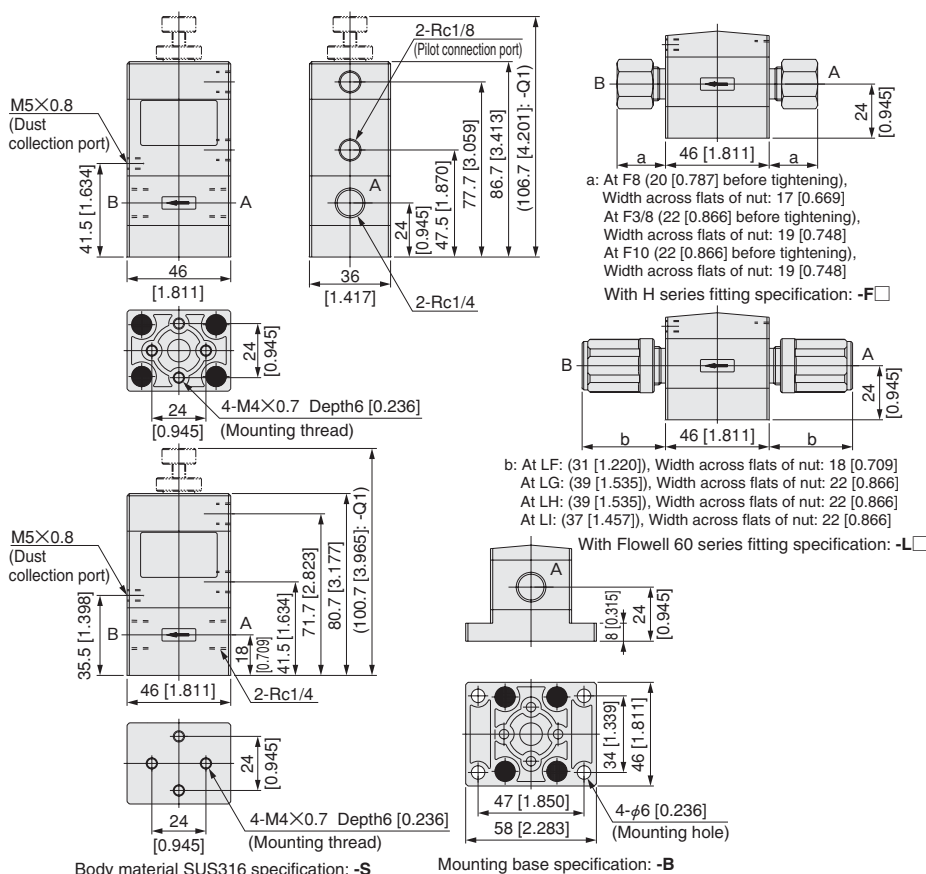 2-Rc1/8
(Pilot connection port)
M5×0.8
(Dust
collection port)
41.5 [1.634]
B
A
46
[1.811]
A
24
[0.945]
47.5 [1.870]
77.7 [3.059]
86.7 [3.413]
(106.7 [4.201]: -Q1)
36
[1.417]
2-Rc1/4
24
[0.945]
24
[0.945]
4-M4×0.7 Depth6 [0.236]
(Mounting thread)
B
A
24
[0.945]
a
46 [1.811]
a
a: At F8 (20 [0.787] before tightening),
Width across flats of nut: 17 [0.669]
At F3/8 (22 [0.866] before tightening),
Width across flats of nut: 19 [0.748]
At F10 (22 [0.866] before tightening),
Width across flats of nut: 19 [0.748]
With H series fitting specification: -F□
B
A
24
[0.945]
b
46 [1.811]
b
b: At LF: (31 [1.220]), Width across flats of nut: 18 [0.709]
At LG: (39 [1.535]), Width across flats of nut: 22 [0.866]
At LH: (39 [1.535]), Width across flats of nut: 22 [0.866]
At LI: (37 [1.457]), Width across flats of nut: 22 [0.866]
With Flowell 60 series fitting specification: -L□
M5×0.8
(Dust
collection port)
35.5 [1.398]
B
A
18
[0.709]
41.5 [1.634]
71.7 [2.823]
80.7 [3.177]
(100.7 [3.965]: -Q1)
46 [1.811]
2-Rc1/4
24
[0.945]
24
[0.945]
4-M4×0.7 Depth6 [0.236]
(Mounting thread)
Body material SUS316 specification: -S
A
8 [0.315]
24
[0.945]
34 [1.339]
46 [1.811]
47 [1.850]
58 [2.283]
4-φ6 [0.236]
(Mounting hole)
Mounting base specification: -B